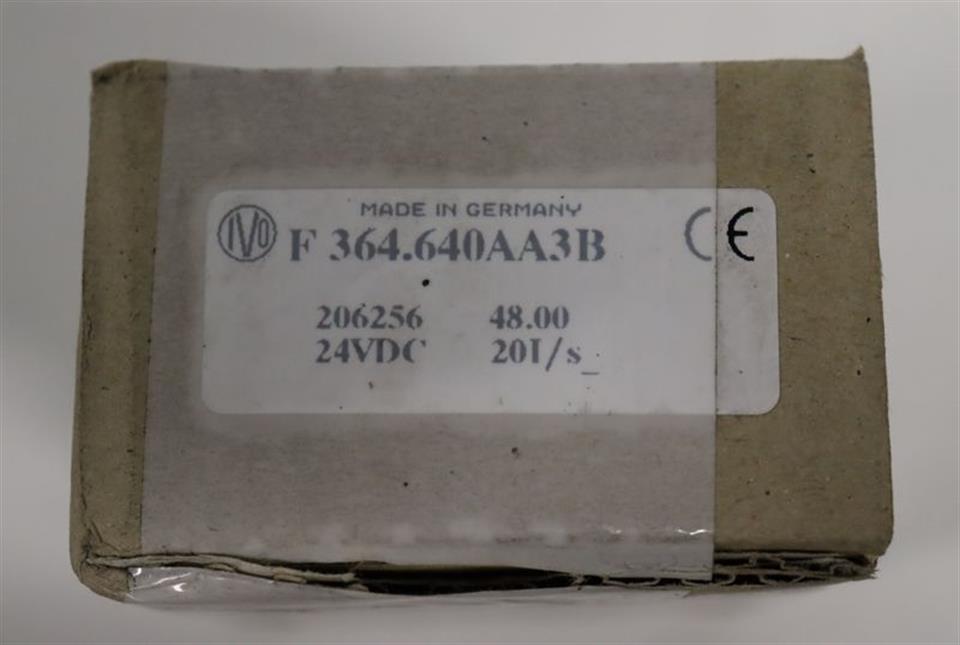 MADE IN GERMANY
IVO F 364.640AA3B CE
206256 48.00
24VDC 20I/s_